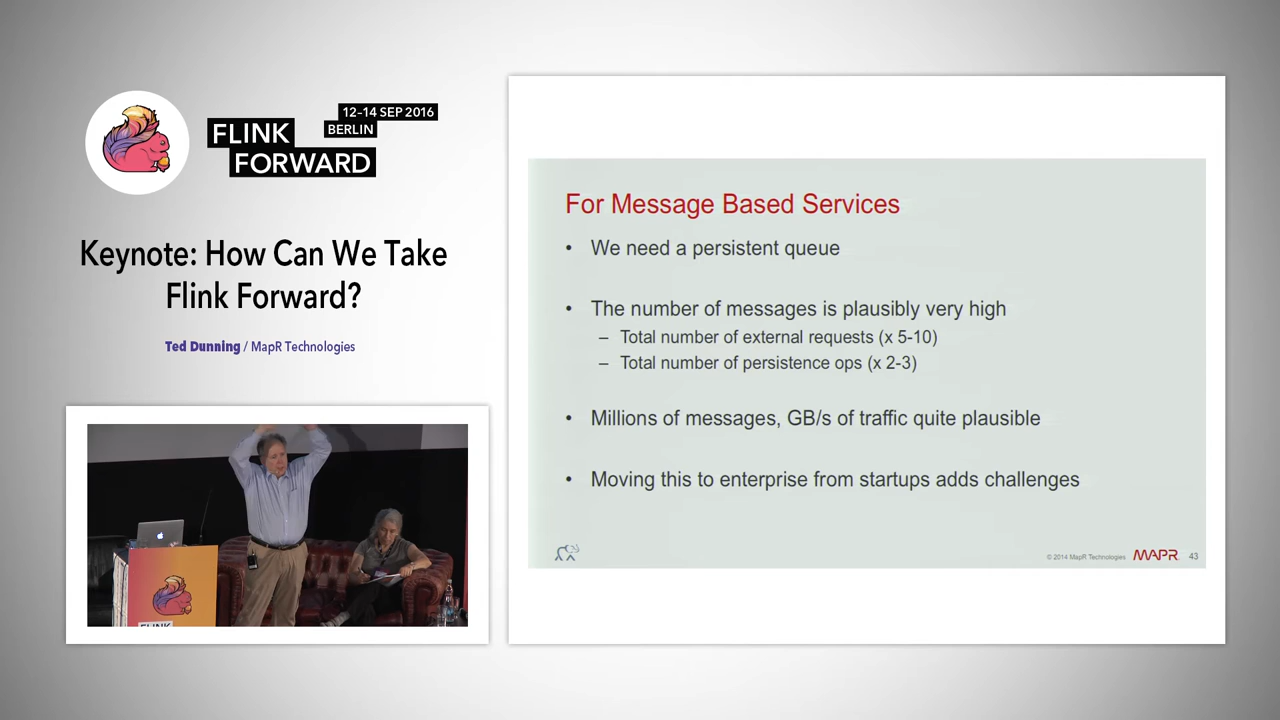 12–14 SEP 2016
BERLIN
FLINK
FORWARD
Keynote: How Can We Take
Flink Forward?
Ted Dunning / MapR Technologies
FLINK
For Message Based Services
• We need a persistent queue
• The number of messages is plausibly very high
– Total number of external requests (x 5-10)
– Total number of persistence ops (x 2-3)
• Millions of messages, GB/s of traffic quite plausible
• Moving this to enterprise from startups adds challenges
© 2014 MapR Technologies MAPR 43